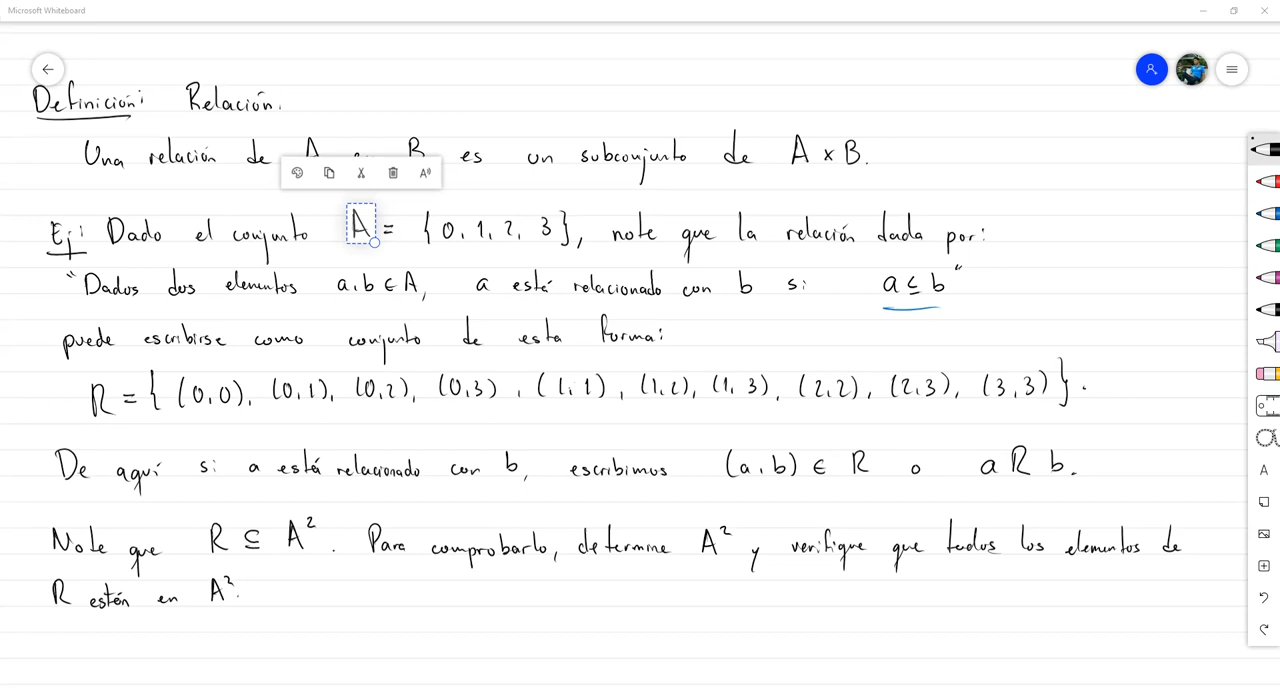 Microsoft Whiteboard
Definición: Relación.
Una relación de A en B es un subconjunto de A × B.
Ej: Dado el conjunto A = {0, 1, 2, 3}, note que la relación dada por:
"Dados dos elementos a, b ∈ A, a está relacionado con b si a ≤ b"
puede escribirse como conjunto de esta forma:
R = { (0,0), (0,1), (0,2), (0,3), (1,1), (1,2), (1,3), (2,2), (2,3), (3,3) }.
De aquí si a está relacionado con b, escribimos (a,b) ∈ R o a R b.
Note que R ⊆ A². Para comprobarlo, determine A² y verifique que todos los elementos de
R estén en A².